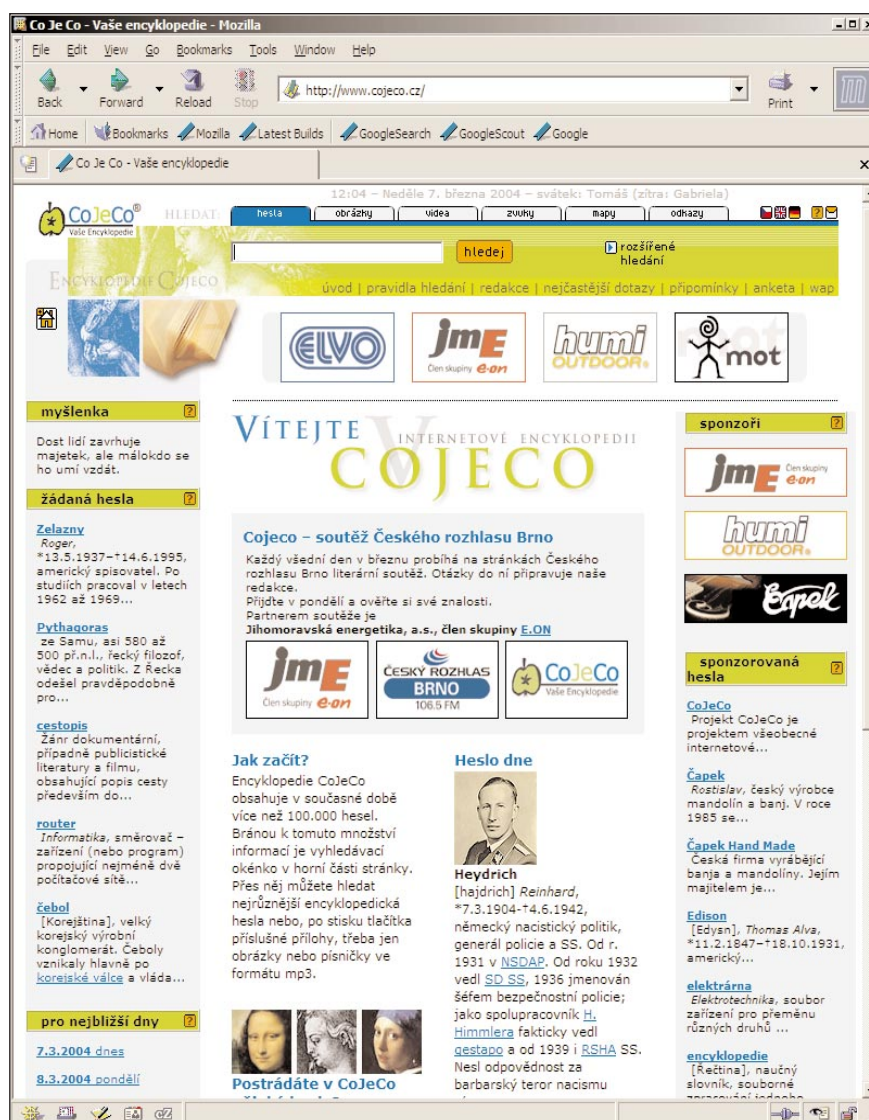 Co Je Co - Vaše encyklopedie - Mozilla
File Edit View Go Bookmarks Tools Window Help
Back Forward Reload Stop http://www.cojeco.cz/ Print
Home Bookmarks Mozilla Latest Builds GoogleSearch GoogleScout Google
Co Je Co - Vaše encyklopedie
12:04 – Neděle 7. března 2004 – svátek: Tomáš (zítra: Gabriela)
CoJeCo®
Vaše Encyklopedie
HLEDAT: hesla obrázky videa zvuky mapy odkazy
hledej
rozšířené
hledání
ENCYKLOPEDIE COJECO
úvod | pravidla hledání | redakce | nejčastější dotazy | připomínky | anketa | wap
ELVO
jmE
Člen skupiny e·on
humi
OUTDOOR®
mot
myšlenka
Dost lidí zavrhuje
majetek, ale málokdo se
ho umí vzdát.
žádaná hesla
Zelazny
Roger,
*13.5.1937–†14.6.1995,
americký spisovatel. Po
studiích pracoval v letech
1962 až 1969...
Pythagoras
ze Samu, asi 580 až
500 př.n.l., řecký filozof,
vědec a politik. Z Řecka
odešel pravděpodobně
pro...
cestopis
Žánr dokumentární,
případně publicistické
literatury a filmu,
obsahující popis cesty
především do...
router
Informatika, směrovač –
zařízení (nebo program)
propojující nejméně dvě
počítačové sítě...
čebol
[Korejština], velký
korejský výrobní
konglomerát. Čeboly
vznikaly hlavně po
korejské válce a vláda...
pro nejbližší dny
7.3.2004 dnes
8.3.2004 pondělí
VÍTEJTE V INTERNETOVÉ ENCYKLOPEDII
COJECO
Cojeco – soutěž Českého rozhlasu Brno
Každý všední den v březnu probíhá na stránkách Českého
rozhlasu Brno literární soutěž. Otázky do ní připravuje naše
redakce.
Přijďte v pondělí a ověřte si své znalosti.
Partnerem soutěže je
Jihomoravská energetika, a.s., člen skupiny E.ON
jmE
Člen skupiny e·on
ČESKÝ ROZHLAS
BRNO
106.5 FM
CoJeCo
Vaše Encyklopedie
Jak začít?
Encyklopedie CoJeCo
obsahuje v současné době
více než 100.000 hesel.
Bránou k tomuto množství
informací je vyhledávací
okénko v horní části stránky.
Přes něj můžete hledat
nejrůznější encyklopedická
hesla nebo, po stisku tlačítka
příslušné přílohy, třeba jen
obrázky nebo písničky ve
formátu mp3.
Postrádáte v CoJeCo
Heslo dne
Heydrich
[hajdrich] Reinhard,
*7.3.1904-†4.6.1942,
německý nacistický politik,
generál policie a SS. Od r.
1931 v NSDAP. Od roku 1932
vedl SD SS, 1936 jmenován
šéfem bezpečnostní policie;
jako spolupracovník H.
Himmlera fakticky vedl
gestapo a od 1939 i RSHA SS.
Nesl odpovědnost za
barbarský teror nacismu
sponzoři
jmE
Člen skupiny
e·on
humi
OUTDOOR®
Čapek
sponzorovaná
hesla
CoJeCo
Projekt CoJeCo je
projektem všeobecné
internetové...
Čapek
Rostislav, český výrobce
mandolín a banj. V roce
1985 se...
Čapek Hand Made
Česká firma vyrábějící
banja a mandolíny. Jejím
majitelem je...
Edison
[Edysn], Thomas Alva,
*11.2.1847–†18.10.1931,
americký...
elektrárna
Elektrotechnika, soubor
zařízení pro přeměnu
různých druhů ...
encyklopedie
[Řečtina], naučný
slovník, souborné
zpracování jednoho